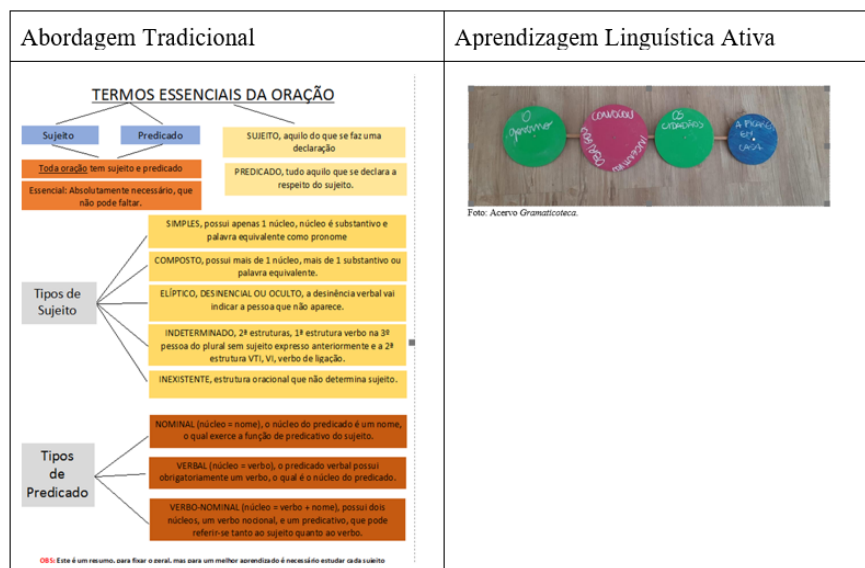 Abordagem Tradicional
Aprendizagem Linguística Ativa
TERMOS ESSENCIAIS DA ORAÇÃO
Sujeito
Predicado
Toda oração tem sujeito e predicado
Essencial: Absolutamente necessário, que
não pode faltar.
SUJEITO, aquilo do que se faz uma
declaração
PREDICADO, tudo aquilo que se declara a
respeito do sujeito.
Tipos de
Sujeito
SIMPLES, possui apenas 1 núcleo, núcleo é substantivo e
palavra equivalente como pronome
COMPOSTO, possui mais de 1 núcleo, mais de 1 substantivo ou
palavra equivalente.
ELÍPTICO, DESINENCIAL OU OCULTO, a desinência verbal vai
indicar a pessoa que não aparece.
INDETERMINADO, 2ª estruturas, 1ª estrutura verbo na 3º
pessoa do plural sem sujeito expresso anteriormente e a 2ª
estrutura VTI, VI, verbo de ligação.
INEXISTENTE, estrutura oracional que não determina sujeito.
Tipos
de
Predicado
NOMINAL (núcleo = nome), o núcleo do predicado é um nome,
o qual exerce a função de predicativo do sujeito.
VERBAL (núcleo = verbo), o predicado verbal possui
obrigatoriamente um verbo, o qual é o núcleo do predicado.
VERBO-NOMINAL (núcleo = verbo + nome), possui dois
núcleos, um verbo nocional, e um predicativo, que pode
referir-se tanto ao sujeito quanto ao verbo.
OBS: Este é um resumo, para fixar o geral, mas para um melhor aprendizado é necessário estudar cada sujeito
O
governo
CONVIDOU
OS
CIDADÃOS
A FICAREM
EM
CASA
Foto: Acervo Gramaticoteca.